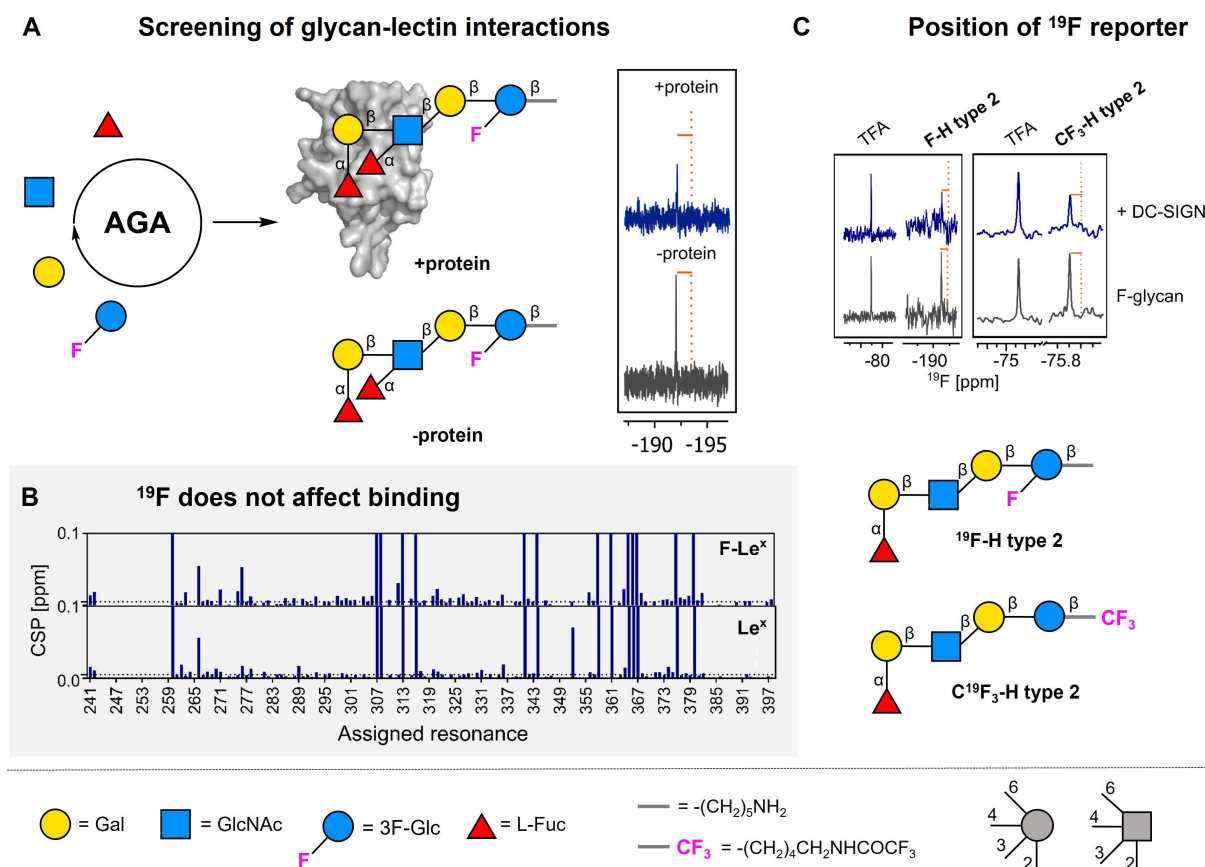 A
Screening of glycan-lectin interactions
AGA
F
β
β
β
β
α
α
F
+protein
β
β
β
β
α
α
F
-protein
+protein
-protein
-190 -195
B
¹⁹F does not affect binding
CSP [ppm]
0.1
F-Leˣ
0.1
Leˣ
0.0
241 247 253 259 265 271 277 283 289 295 301 307 313 319 325 331 337 343 349 355 361 367 373 379 385 391 397
Assigned resonance
C
Position of ¹⁹F reporter
TFA F-H type 2 TFA CF₃-H type 2
+ DC-SIGN
F-glycan
-80 -190 -75 -75.8
¹⁹F [ppm]
β
β
β
β
α
F
¹⁹F-H type 2
β
β
β
β
CF₃
α
C¹⁹F₃-H type 2
= Gal
= GlcNAc
F
= 3F-Glc
= L-Fuc
= -(CH₂)₅NH₂
CF₃ = -(CH₂)₄CH₂NHCOCF₃
6
4
3
2
6
4
3
2